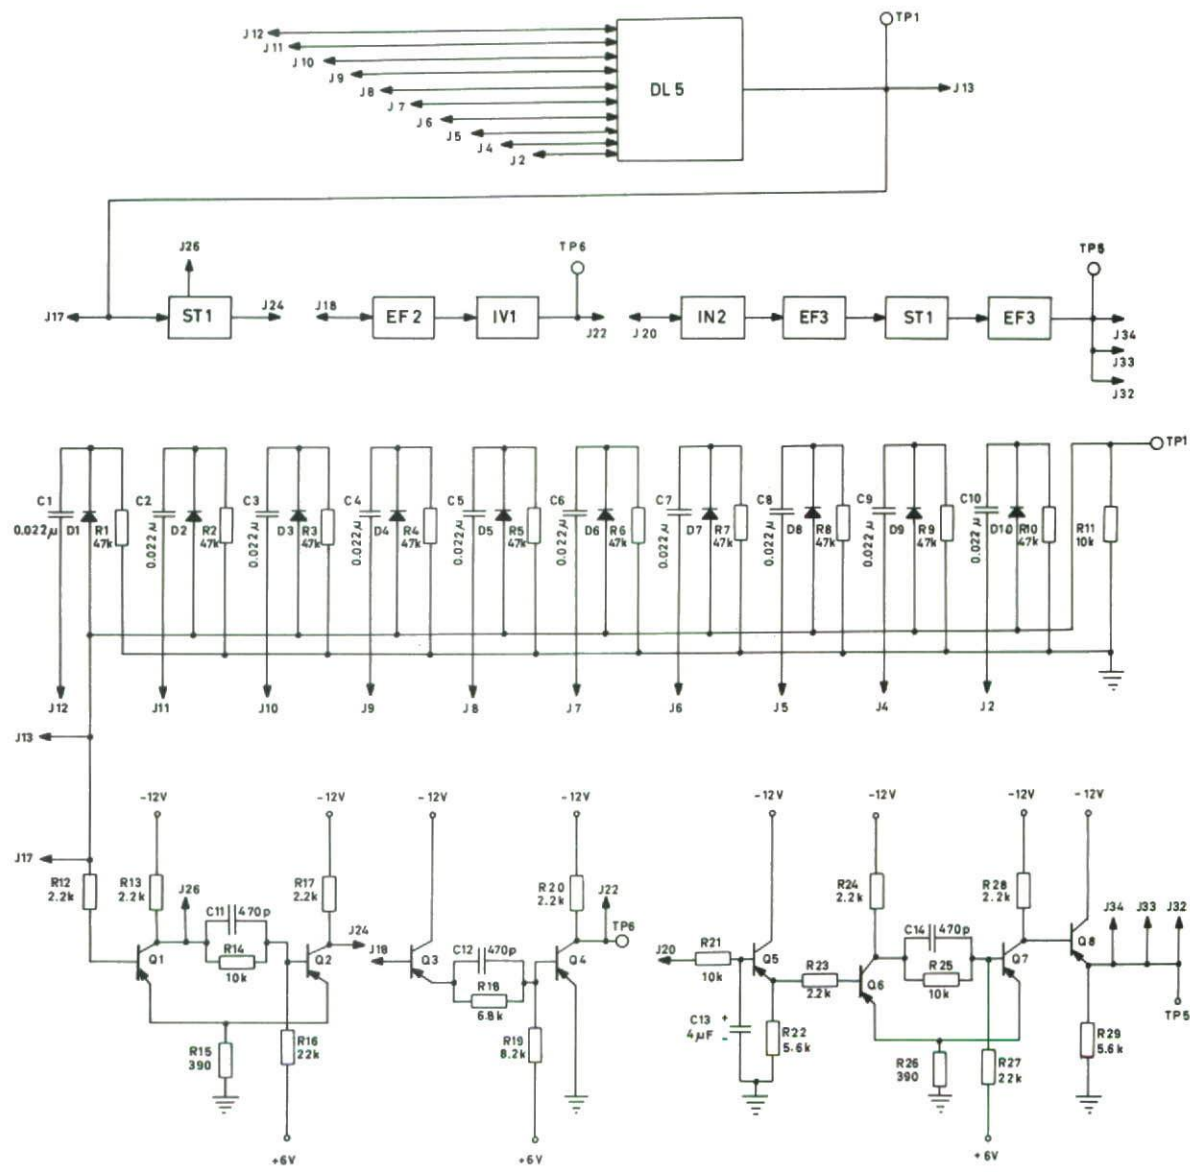 TP1
J12
J11
J10
J9
J8
J7
J6
J5
J4
J2
DL5
J13
J26
TP6
TP5
J17
ST1
J24
J18
EF2
IV1
J22
J20
IN2
EF3
ST1
EF3
J34
J33
J32
TP1
C1
0.022µ
D1
R1
47k
C2
0.022µ
D2
R2
47k
C3
0.022µ
D3
R3
47k
C4
0.022µ
D4
R4
47k
C5
0.022µ
D5
R5
47k
C6
0.022µ
D6
R6
47k
C7
0.022µ
D7
R7
47k
C8
0.022µ
D8
R8
47k
C9
0.022µ
D9
R9
47k
C10
0.022µ
D10
R10
47k
R11
10k
J12
J11
J10
J9
J8
J7
J6
J5
J4
J2
J13
-12V
-12V
-12V
-12V
-12V
-12V
-12V
-12V
J17
R12
2.2k
R13
2.2k
J26
C11
470p
R14
10k
R17
2.2k
J24
Q1
Q2
R15
390
R16
22k
+6V
J18
Q3
C12
470p
R18
6.8k
R19
8.2k
+6V
R20
2.2k
J22
TP6
Q4
J20
R21
10k
Q5
C13
4µF
+
-
R22
5.6k
R23
2.2k
R24
2.2k
Q6
C14
470p
R25
10k
R26
390
R27
22k
+6V
R28
2.2k
Q7
Q8
J34
J33
J32
R29
5.6k
TP5